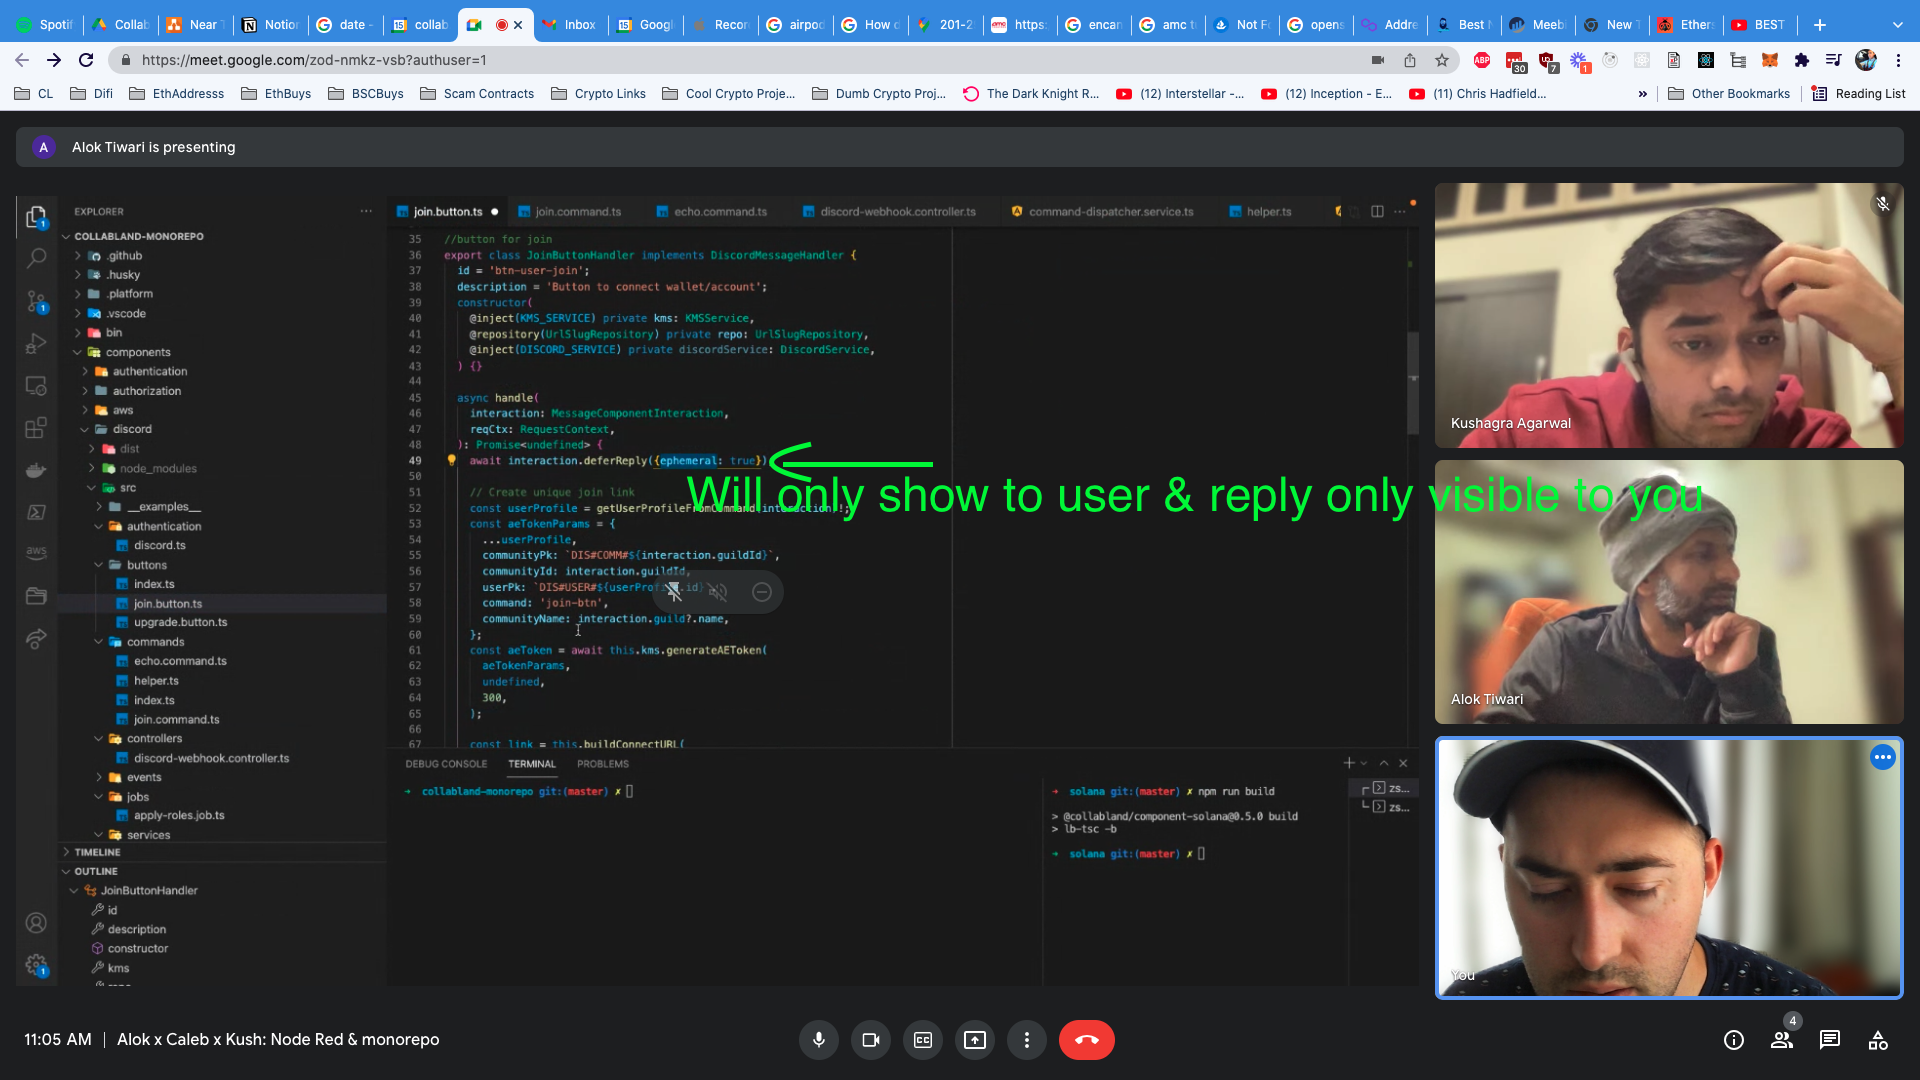 Spotif
Collab
Near T
Notion
date -
collab
Inbox
Google
Recor
airpod
How d
201-2
https:
encan
amc t
Not Fo
opens
Addre
Best N
Meebi
New T
Ethers
BEST
https://meet.google.com/zod-nmkz-vsb?authuser=1
ABP
30
7
1
CL
Difi
EthAddresss
EthBuys
BSCBuys
Scam Contracts
Crypto Links
Cool Crypto Proje...
Dumb Crypto Proj...
The Dark Knight R...
(12) Interstellar -...
(12) Inception - E...
(11) Chris Hadfield...
»
Other Bookmarks
Reading List
A
Alok Tiwari is presenting
EXPLORER
COLLABLAND-MONOREPO
.github
.husky
.platform
.vscode
bin
components
authentication
authorization
aws
discord
dist
node_modules
src
__examples__
authentication
discord.ts
buttons
index.ts
join.button.ts
upgrade.button.ts
commands
echo.command.ts
helper.ts
index.ts
join.command.ts
controllers
discord-webhook.controller.ts
events
jobs
apply-roles.job.ts
services
TIMELINE
OUTLINE
JoinButtonHandler
id
description
constructor
kms
join.button.ts
join.command.ts
echo.command.ts
discord-webhook.controller.ts
command-dispatcher.service.ts
helper.ts
35 //button for join
36 export class JoinButtonHandler implements DiscordMessageHandler {
37 id = 'btn-user-join';
38 description = 'Button to connect wallet/account';
39 constructor(
40 @inject(KMS_SERVICE) private kms: KMSService,
41 @repository(UrlSlugRepository) private repo: UrlSlugRepository,
42 @inject(DISCORD_SERVICE) private discordService: DiscordService,
43 ) {}
44
45 async handle(
46 interaction: MessageComponentInteraction,
47 reqCtx: RequestContext,
48 ): Promise<undefined> {
49 await interaction.deferReply({ephemeral: true})
50
Will only show to user & reply only visible to you
51 // Create unique join link
52 const userProfile = getUserProfileFromCommand(interaction)!;
53 const aeTokenParams = {
54 ...userProfile,
55 communityPk: `DIS#COMM#${interaction.guildId}`,
56 communityId: interaction.guildId,
57 userPk: `DIS#USER#${userProfile.id}
58 command: 'join-btn',
59 communityName: interaction.guild?.name,
60 };
61 const aeToken = await this.kms.generateAEToken(
62 aeTokenParams,
63 undefined,
64 300,
65 );
66
67 const link = this.buildConnectURL(
DEBUG CONSOLE
TERMINAL
PROBLEMS
collabland-monorepo git:(master) ✗
solana git:(master) ✗ npm run build
> @collabland/component-solana@0.5.0 build
> lb-tsc -b
solana git:(master) ✗
zs...
zs...
aws
Kushagra Agarwal
Alok Tiwari
You
11:05 AM | Alok x Caleb x Kush: Node Red & monorepo
4